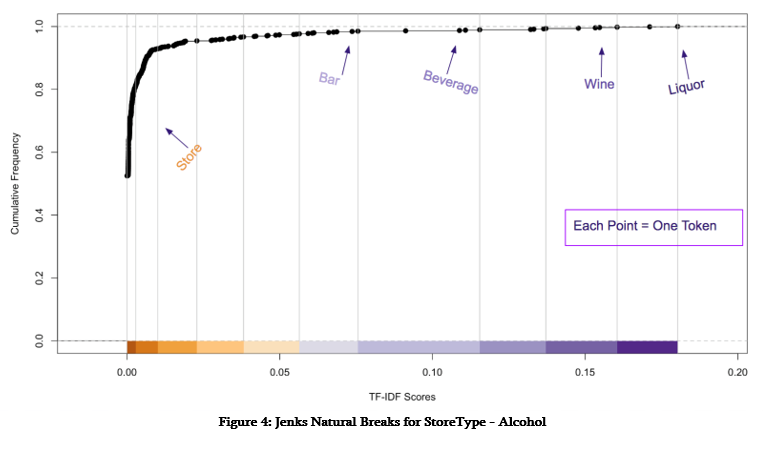 1.0
0.8
0.6
0.4
0.2
0.0
Cumulative Frequency
Bar
Beverage
Wine
Liquor
Store
Each Point = One Token
0.00 0.05 0.10 0.15 0.20
TF-IDF Scores
Figure 4: Jenks Natural Breaks for StoreType - Alcohol